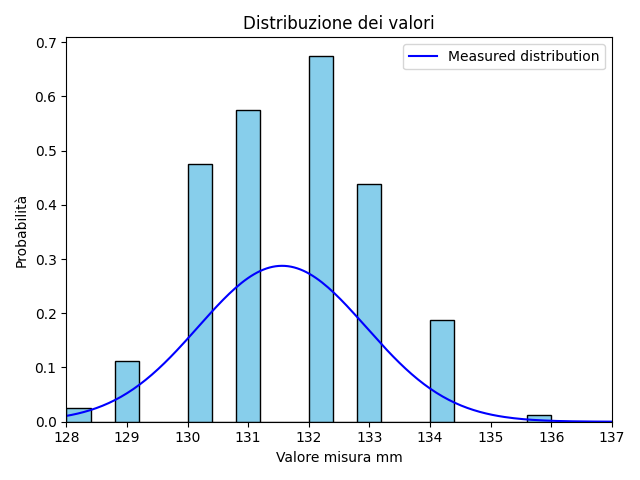 Distribuzione dei valori
Measured distribution
Probabilità
0.7
0.6
0.5
0.4
0.3
0.2
0.1
0.0
128 129 130 131 132 133 134 135 136 137
Valore misura mm